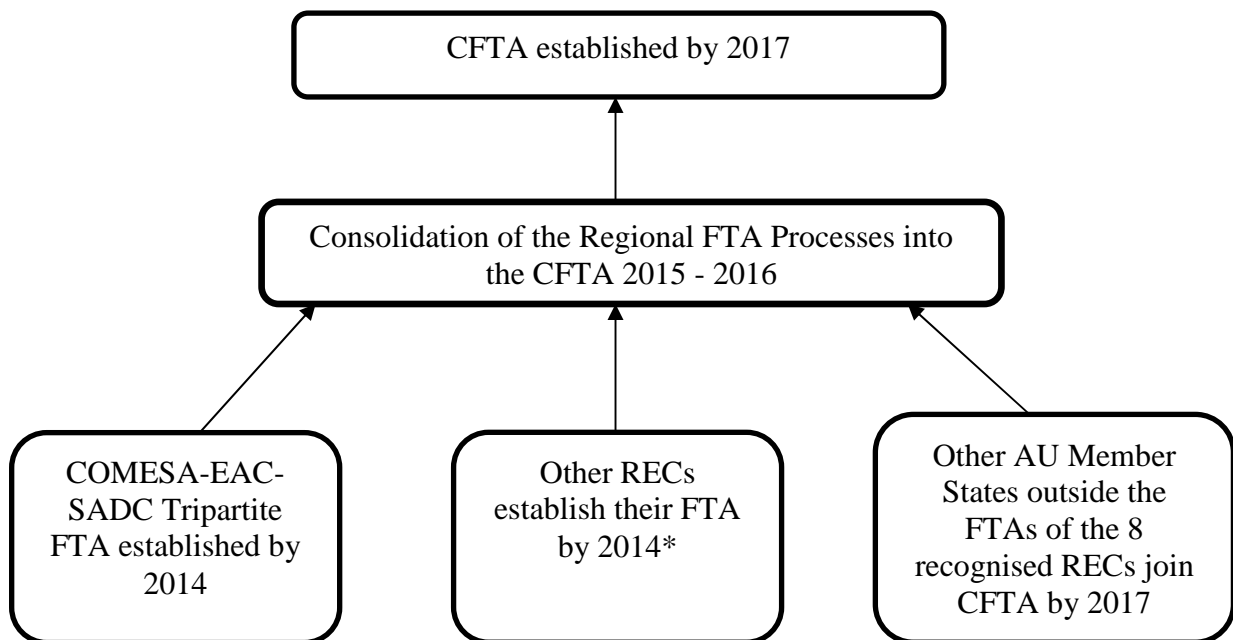 CFTA established by 2017
Consolidation of the Regional FTA Processes into
the CFTA 2015 - 2016
COMESA-EAC-
SADC Tripartite
FTA established by
2014
Other RECs
establish their FTA
by 2014*
Other AU Member
States outside the
FTAs of the 8
recognised RECs join
CFTA by 2017